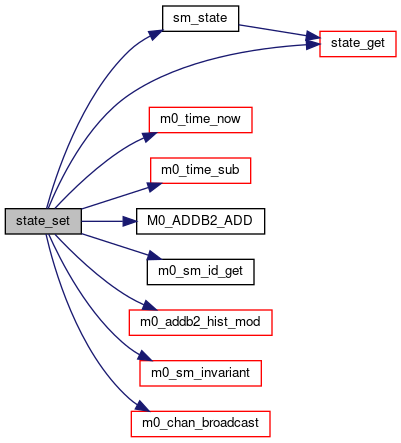 sm_state
state_get
m0_time_now
m0_time_sub
state_set
M0_ADDB2_ADD
m0_sm_id_get
m0_addb2_hist_mod
m0_sm_invariant
m0_chan_broadcast